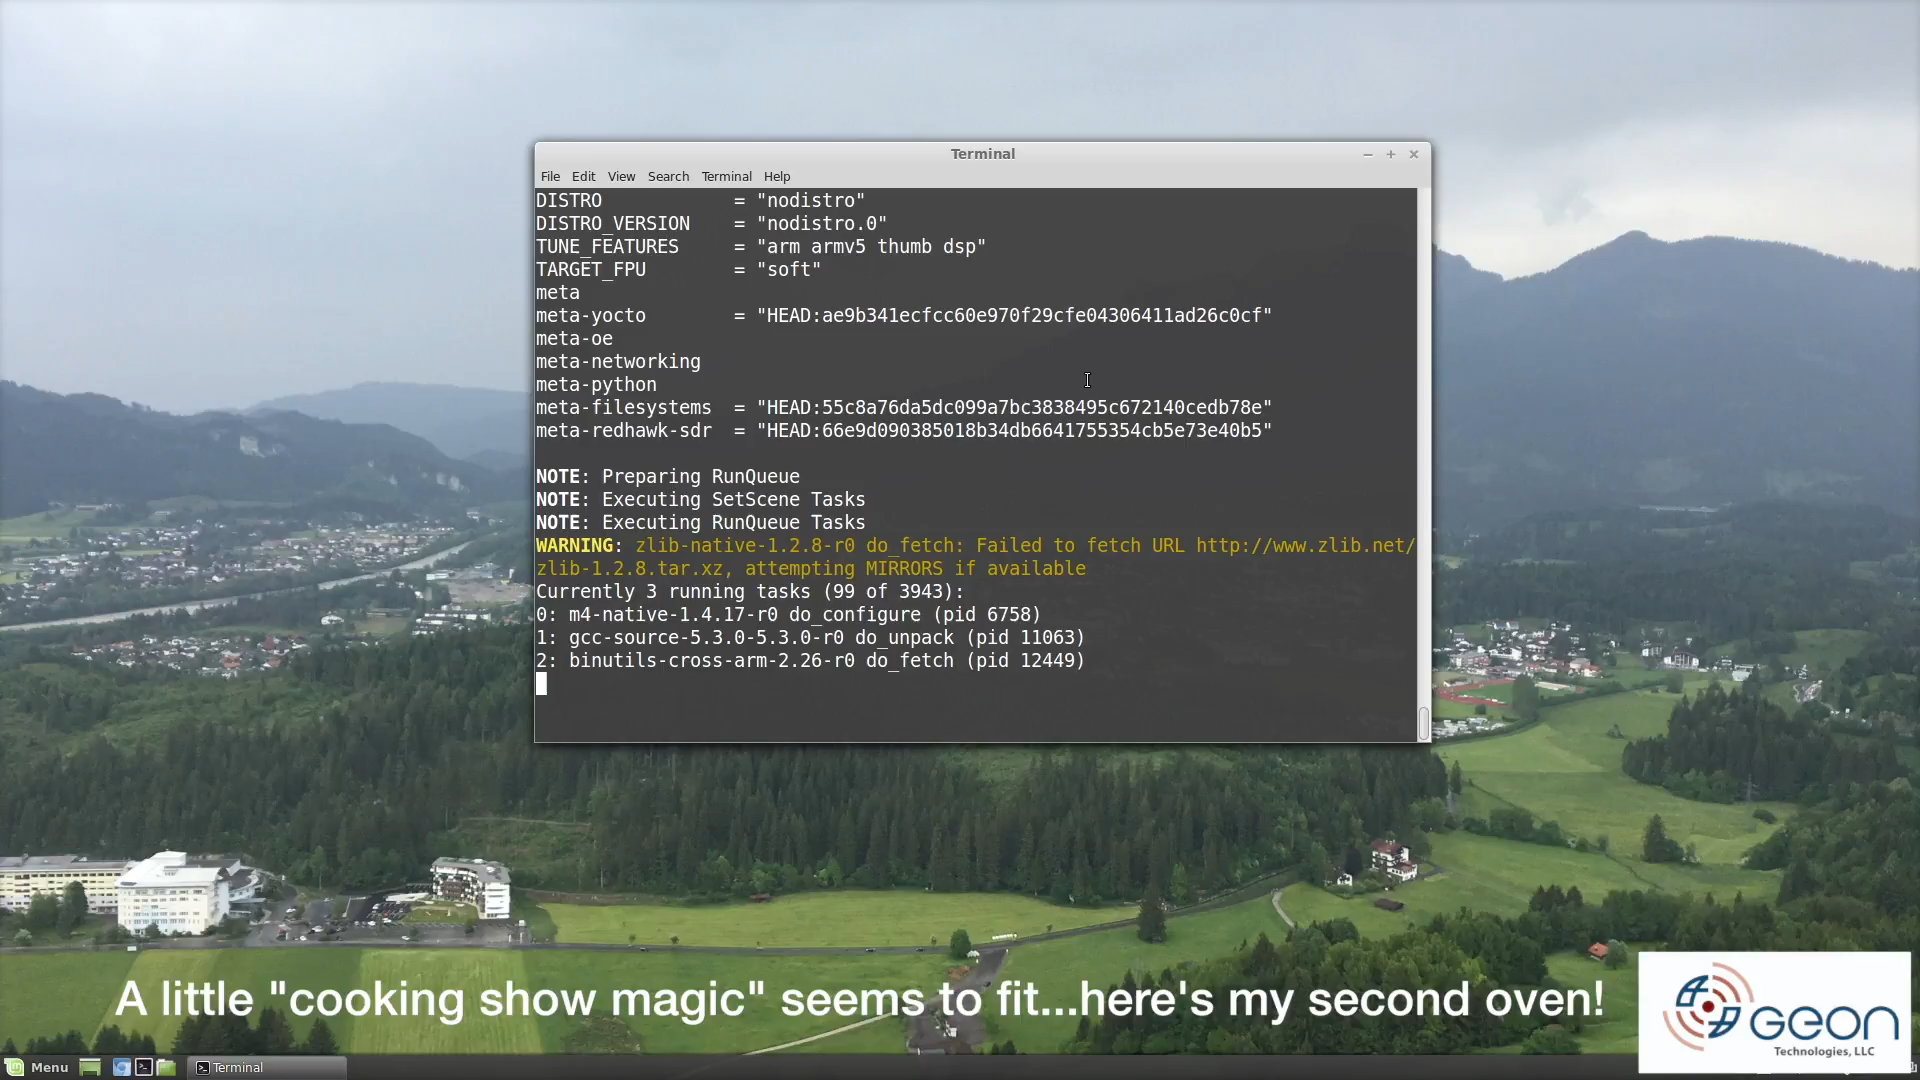 Terminal
File Edit View Search Terminal Help
DISTRO = "nodistro"
DISTRO_VERSION = "nodistro.0"
TUNE_FEATURES = "arm armv5 thumb dsp"
TARGET_FPU = "soft"
meta
meta-yocto = "HEAD:ae9b341ecfcc60e970f29cfe04306411ad26c0cf"
meta-oe
meta-networking
meta-python
meta-filesystems = "HEAD:55c8a76da5dc099a7bc3838495c672140cedb78e"
meta-redhawk-sdr = "HEAD:66e9d090385018b34db6641755354cb5e73e40b5"
NOTE: Preparing RunQueue
NOTE: Executing SetScene Tasks
NOTE: Executing RunQueue Tasks
WARNING: zlib-native-1.2.8-r0 do_fetch: Failed to fetch URL http://www.zlib.net/
zlib-1.2.8.tar.xz, attempting MIRRORS if available
Currently 3 running tasks (99 of 3943):
0: m4-native-1.4.17-r0 do_configure (pid 6758)
1: gcc-source-5.3.0-5.3.0-r0 do_unpack (pid 11063)
2: binutils-cross-arm-2.26-r0 do_fetch (pid 12449)
A little "cooking show magic" seems to fit...here's my second oven!
GEON
Technologies, LLC
Menu
Terminal